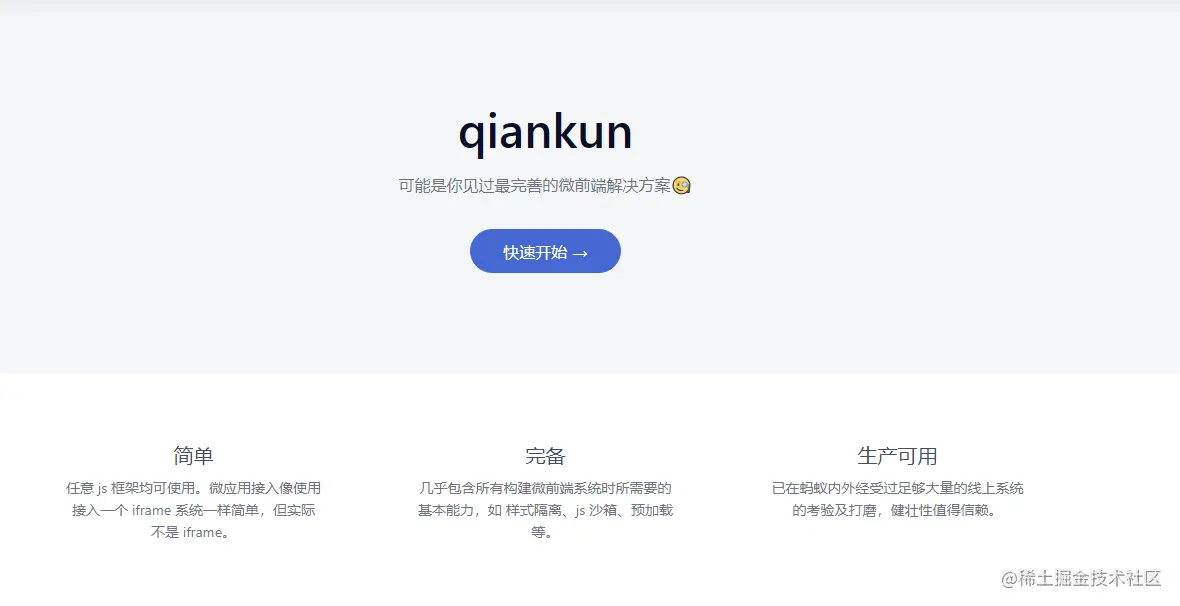 qiankun
可能是你见过最完善的微前端解决方案🧐
快速开始 →
简单
任意 js 框架均可使用。微应用接入像使用
接入一个 iframe 系统一样简单，但实际
不是 iframe。
完备
几乎包含所有构建微前端系统时所需要的
基本能力，如 样式隔离、js 沙箱、预加载
等。
生产可用
已在蚂蚁内外经受过足够大量的线上系统
的考验及打磨，健壮性值得信赖。
@稀土掘金技术社区